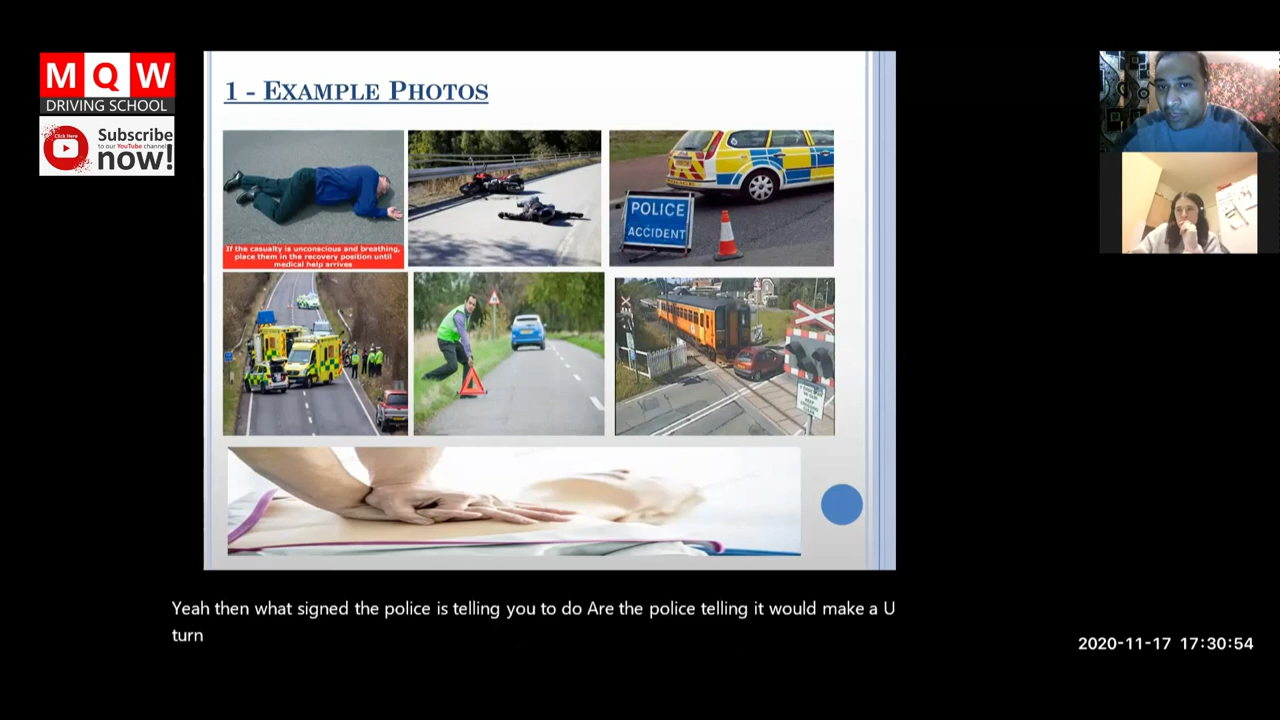 MQW
DRIVING SCHOOL
Click Here
Subscribe
to our YouTube channel
now!
1 - EXAMPLE PHOTOS
If the casualty is unconscious and breathing,
place them in the recovery position until
medical help arrives
POLICE
ACCIDENT
Yeah then what signed the police is telling you to do Are the police telling it would make a U
turn
2020-11-17 17:30:54